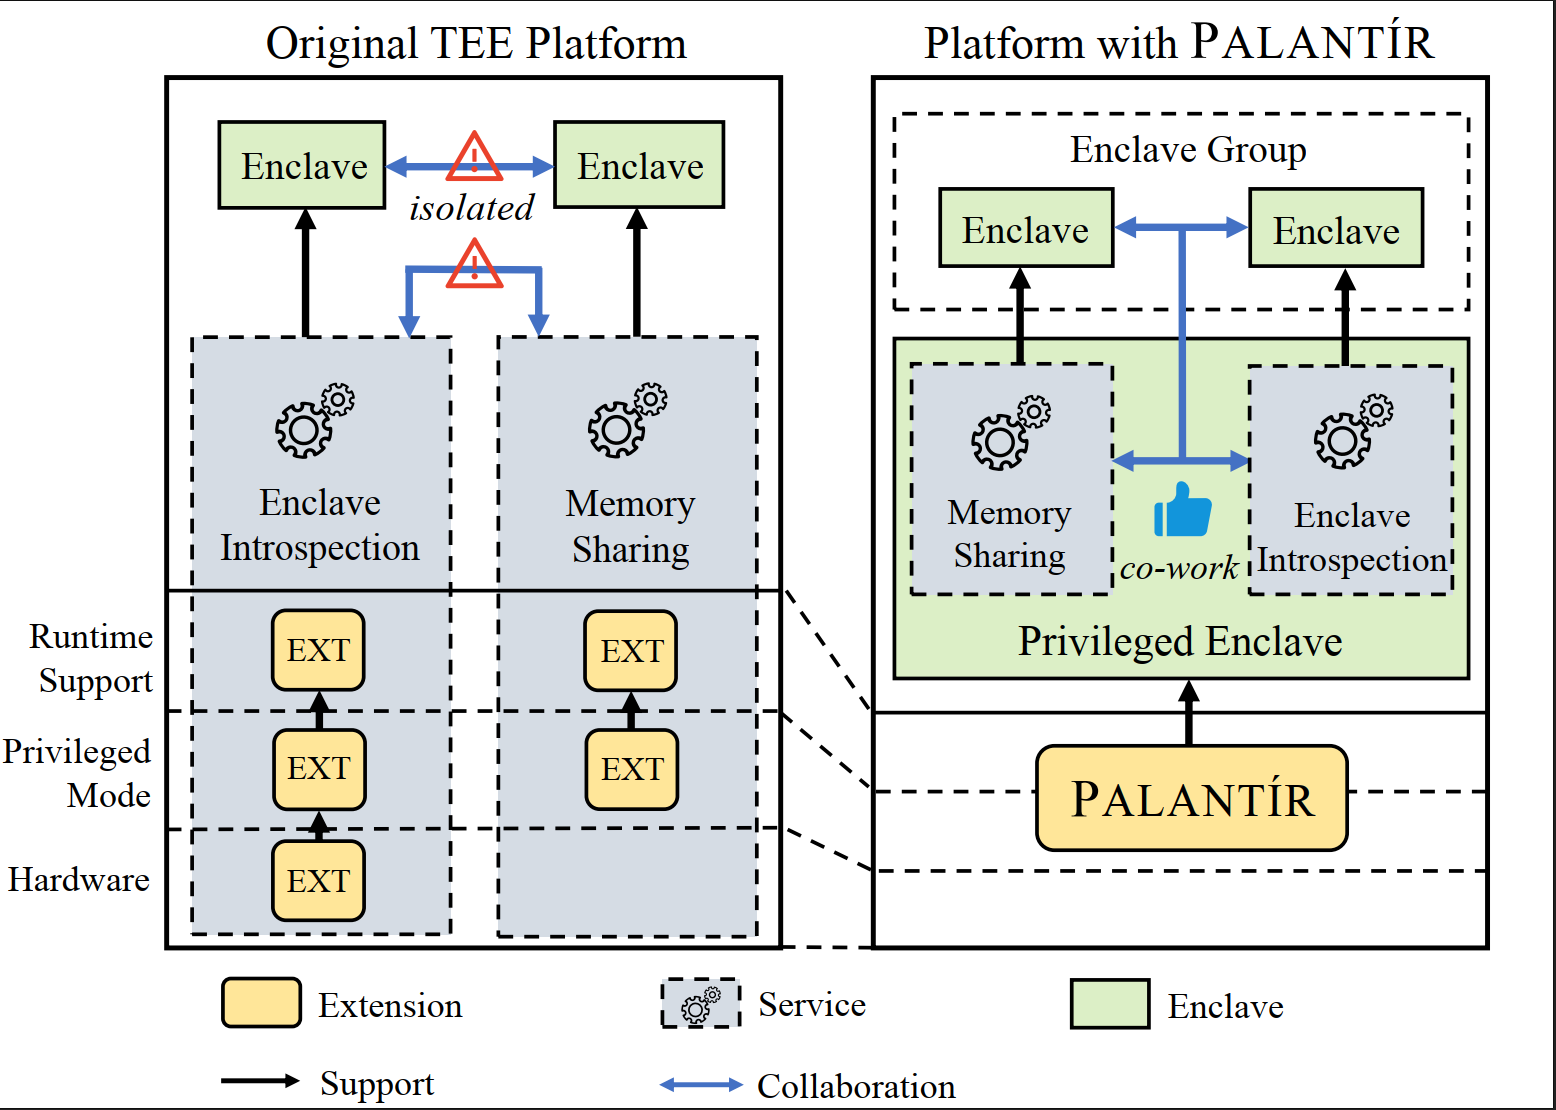 Original TEE Platform
Enclave
Enclave
isolated
Enclave
Introspection
Memory
Sharing
Runtime
Support
EXT
EXT
Privileged
Mode
EXT
EXT
Hardware
EXT
Platform with PALANTÍR
Enclave Group
Enclave
Enclave
Memory
Sharing
co-work
Enclave
Introspection
Privileged Enclave
PALANTÍR
Extension
Service
Enclave
Support
Collaboration